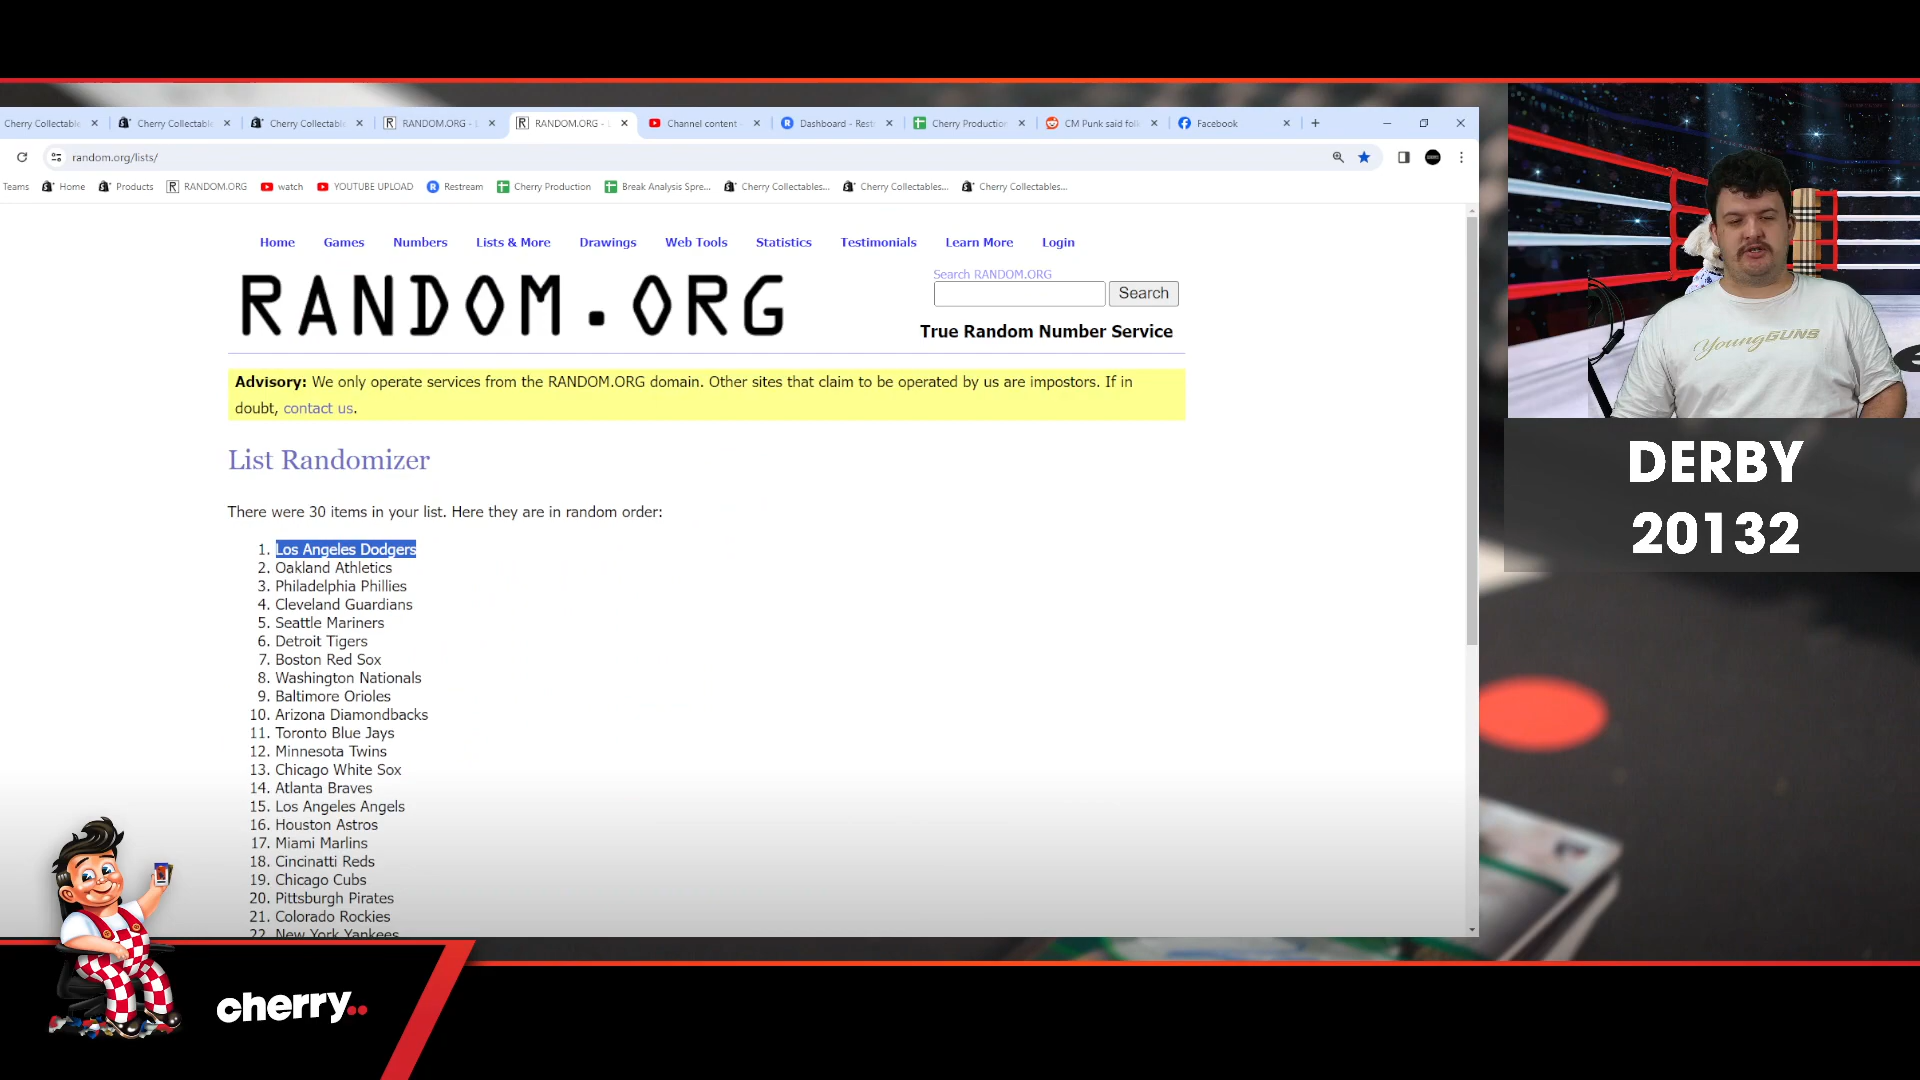 Cherry Collectable
Cherry Collectable
Cherry Collectable
RANDOM.ORG - L
RANDOM.ORG - L
Channel content -
Dashboard - Rest
Cherry Production
CM Punk said folk
Facebook
random.org/lists/
Teams
Home
Products
RANDOM.ORG
watch
YOUTUBE UPLOAD
Restream
Cherry Production
Break Analysis Spre...
Cherry Collectables...
Cherry Collectables...
Cherry Collectables...
Home Games Numbers Lists & More Drawings Web Tools Statistics Testimonials Learn More Login
RANDOM.ORG
Search RANDOM.ORG
Search
True Random Number Service
Advisory: We only operate services from the RANDOM.ORG domain. Other sites that claim to be operated by us are impostors. If in
doubt, contact us.
List Randomizer
There were 30 items in your list. Here they are in random order:
1. Los Angeles Dodgers
2. Oakland Athletics
3. Philadelphia Phillies
4. Cleveland Guardians
5. Seattle Mariners
6. Detroit Tigers
7. Boston Red Sox
8. Washington Nationals
9. Baltimore Orioles
10. Arizona Diamondbacks
11. Toronto Blue Jays
12. Minnesota Twins
13. Chicago White Sox
14. Atlanta Braves
15. Los Angeles Angels
16. Houston Astros
17. Miami Marlins
18. Cincinatti Reds
19. Chicago Cubs
20. Pittsburgh Pirates
21. Colorado Rockies
22. New York Yankees
Young GUNS
DERBY
20132
cherry..